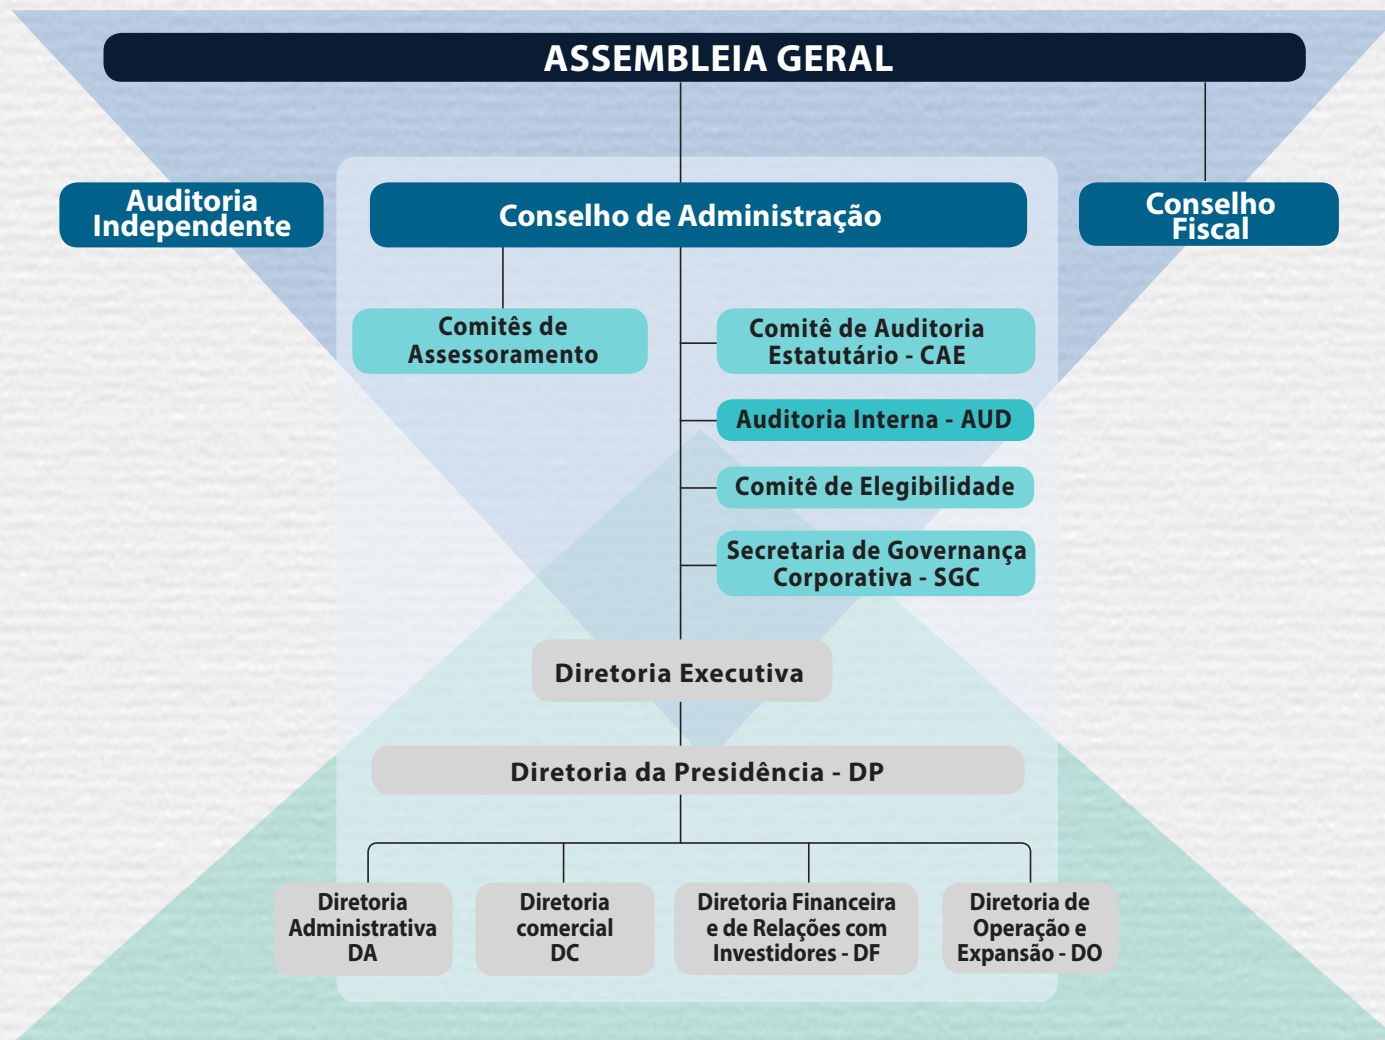 ASSEMBLEIA GERAL
Auditoria
Independente
Conselho de Administração
Conselho
Fiscal
Comitês de
Assessoramento
Comitê de Auditoria
Estatutário - CAE
Auditoria Interna - AUD
Comitê de Elegibilidade
Secretaria de Governança
Corporativa - SGC
Diretoria Executiva
Diretoria da Presidência - DP
Diretoria
Administrativa
DA
Diretoria
comercial
DC
Diretoria Financeira
e de Relações com
Investidores - DF
Diretoria de
Operação e
Expansão - DO